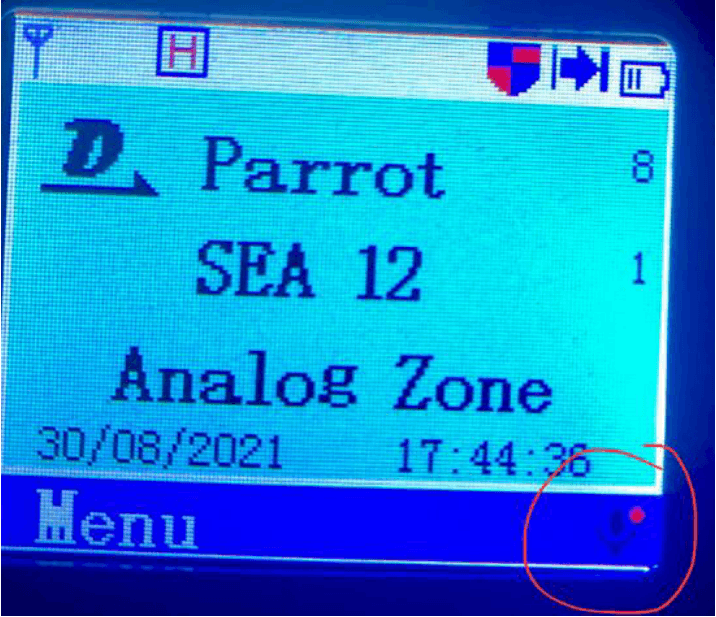 H
D Parrot 8
SEA 12 1
Analog Zone
30/08/2021 17:44:36
Menu